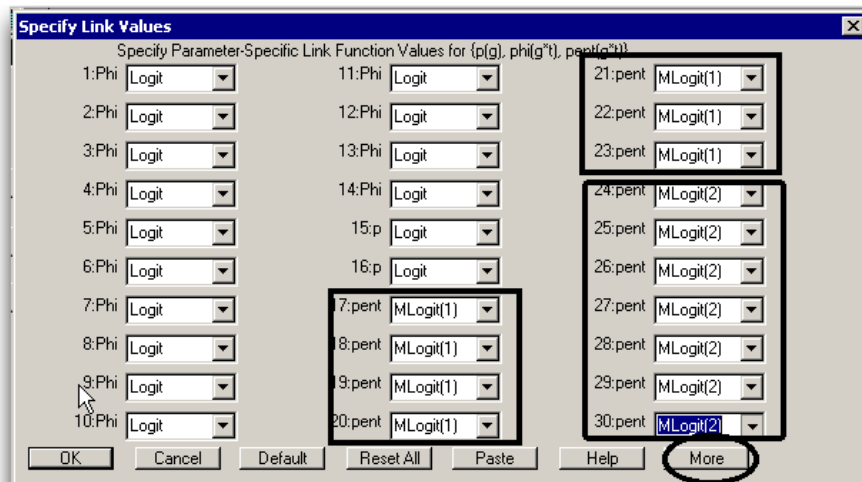 Specify Link Values
Specify Parameter-Specific Link Function Values for {p(g), phi(g*t), pent(g*t)}
1:Phi Logit 11:Phi Logit 21:pent MLogit(1)
2:Phi Logit 12:Phi Logit 22:pent MLogit(1)
3:Phi Logit 13:Phi Logit 23:pent MLogit(1)
4:Phi Logit 14:Phi Logit 24:pent MLogit(2)
5:Phi Logit 15:p Logit 25:pent MLogit(2)
6:Phi Logit 16:p Logit 26:pent MLogit(2)
7:Phi Logit 17:pent MLogit(1) 27:pent MLogit(2)
8:Phi Logit 18:pent MLogit(1) 28:pent MLogit(2)
9:Phi Logit 19:pent MLogit(1) 29:pent MLogit(2)
10:Phi Logit 20:pent MLogit(1) 30:pent MLogit(2)
OK Cancel Default Reset All Paste Help More